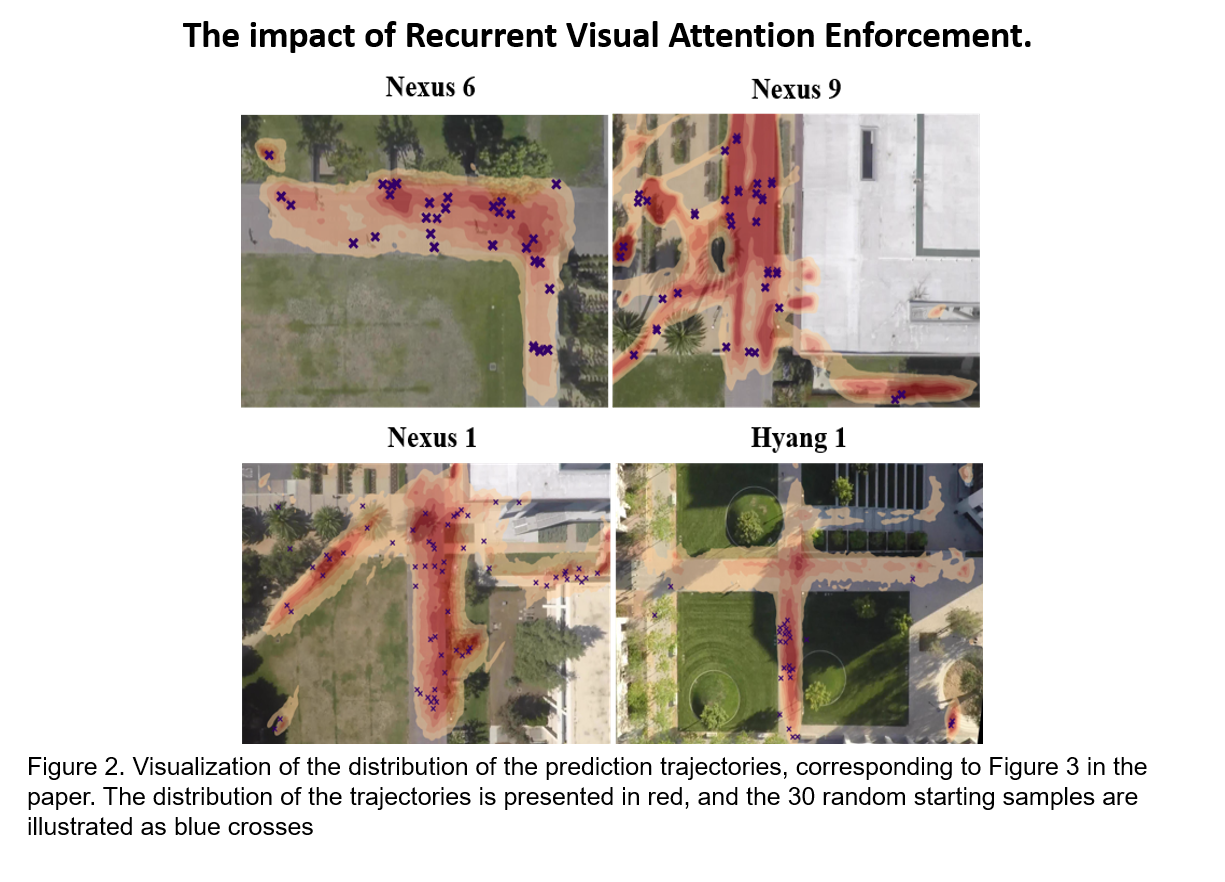 The impact of Recurrent Visual Attention Enforcement.
Nexus 6
Nexus 9
Nexus 1
Hyang 1
Figure 2. Visualization of the distribution of the prediction trajectories, corresponding to Figure 3 in the
paper. The distribution of the trajectories is presented in red, and the 30 random starting samples are
illustrated as blue crosses